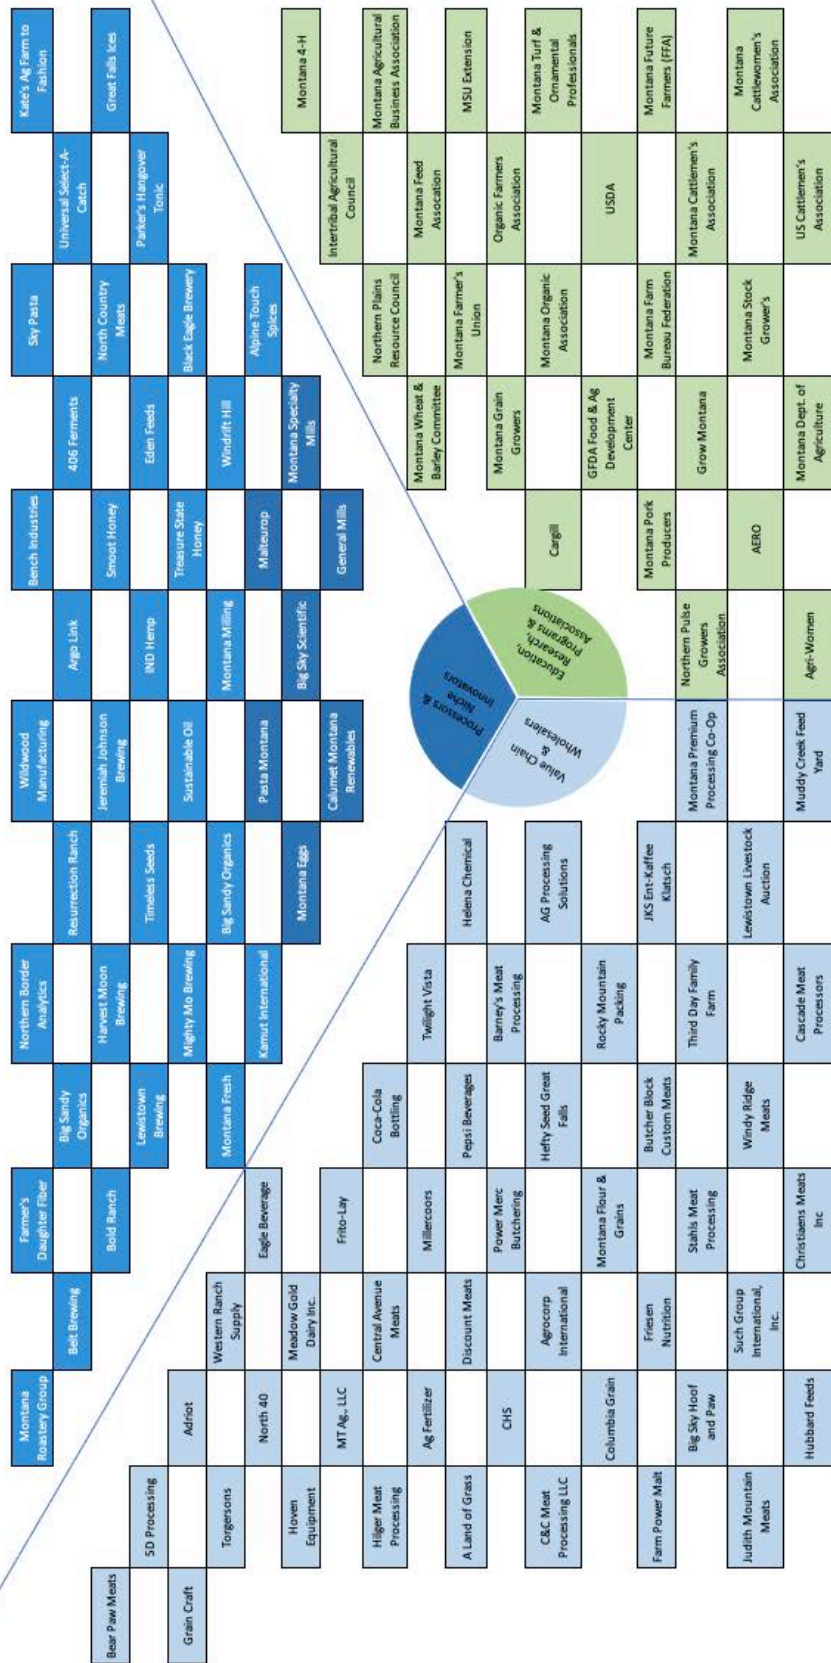 Montana
Roastery Group
Farmer's
Daughter Fiber
Northern Border
Analytics
Wildwood
Manufacturing
Bench Industries
Sky Pasta
Kate's Ag Farm to
Fashion
Belt Brewing
Big Sandy
Organics
Resurrection Ranch
Argo Link
406 Ferments
Universal Select-A-
Catch
Bear Paw Meats
Bold Ranch
Harvest Moon
Brewing
Jeremiah Johnson
Brewing
Smoot Honey
North Country
Meats
Great Falls Ices
5D Processing
Lewistown
Brewing
Timeless Seeds
IND Hemp
Eden Feeds
Parker's Hangover
Tonic
Grain Craft
Adriot
Mighty Mo Brewing
Sustainable Oil
Treasure State
Honey
Black Eagle Brewery
Torgersons
Western Ranch
Supply
Montana Fresh
Big Sandy Organics
Montana Milling
Windrift Hill
North 40
Eagle Beverage
Kamut International
Pasta Montana
Malteurop
Alpine Touch
Spices
Hoven
Equipment
Meadow Gold
Dairy Inc.
Montana Eggs
Big Sky Scientific
Montana Specialty
Mills
Montana 4-H
MT Ag., LLC
Frito-Lay
Calumet Montana
Renewables
General Mills
Intertribal Agricultural
Council
Hilger Meat
Processing
Central Avenue
Meats
Coca-Cola
Bottling
Northern Plains
Resource Council
Montana Agricultural
Business Association
Ag Fertilizer
Millercoors
Twilight Vista
Montana Wheat &
Barley Committee
Montana Feed
Assocation
A Land of Grass
Discount Meats
Pepsi Beverages
Helena Chemical
Processors &
Niche
Innovators
Montana Farmer's
Union
MSU Extension
CHS
Power Merc
Butchering
Barney's Meat
Processing
Montana Grain
Growers
Organic Farmers
Association
C&C Meat
Processing LLC
Agrocorp
International
Hefty Seed Great
Falls
AG Processing
Solutions
Value Chain
&
Wholesalers
Education,
Research,
Programs &
Associations
Cargill
Montana Organic
Association
Montana Turf &
Ornamental
Professionals
Columbia Grain
Montana Flour &
Grains
Rocky Mountain
Packing
GFDA Food & Ag
Development
Center
USDA
Farm Power Malt
Friesen
Nutrition
Butcher Block
Custom Meats
JKS Ent-Kaffee
Klatsch
Montana Pork
Producers
Montana Farm
Bureau Federation
Montana Future
Farmers (FFA)
Big Sky Hoof
and Paw
Stahls Meat
Processing
Third Day Family
Farm
Montana Premium
Processing Co-Op
Northern Pulse
Growers
Association
Grow Montana
Montana Cattlemen's
Association
Judith Mountain
Meats
Such Group
International,
Inc.
Windy Ridge
Meats
Lewistown Livestock
Auction
AERO
Montana Stock
Grower's
Montana
Cattlewomen's
Association
Hubbard Feeds
Christiaens Meats
Inc
Cascade Meat
Processors
Muddy Creek Feed
Yard
Agri-Women
Montana Dept. of
Agriculture
US Cattlemen's
Association